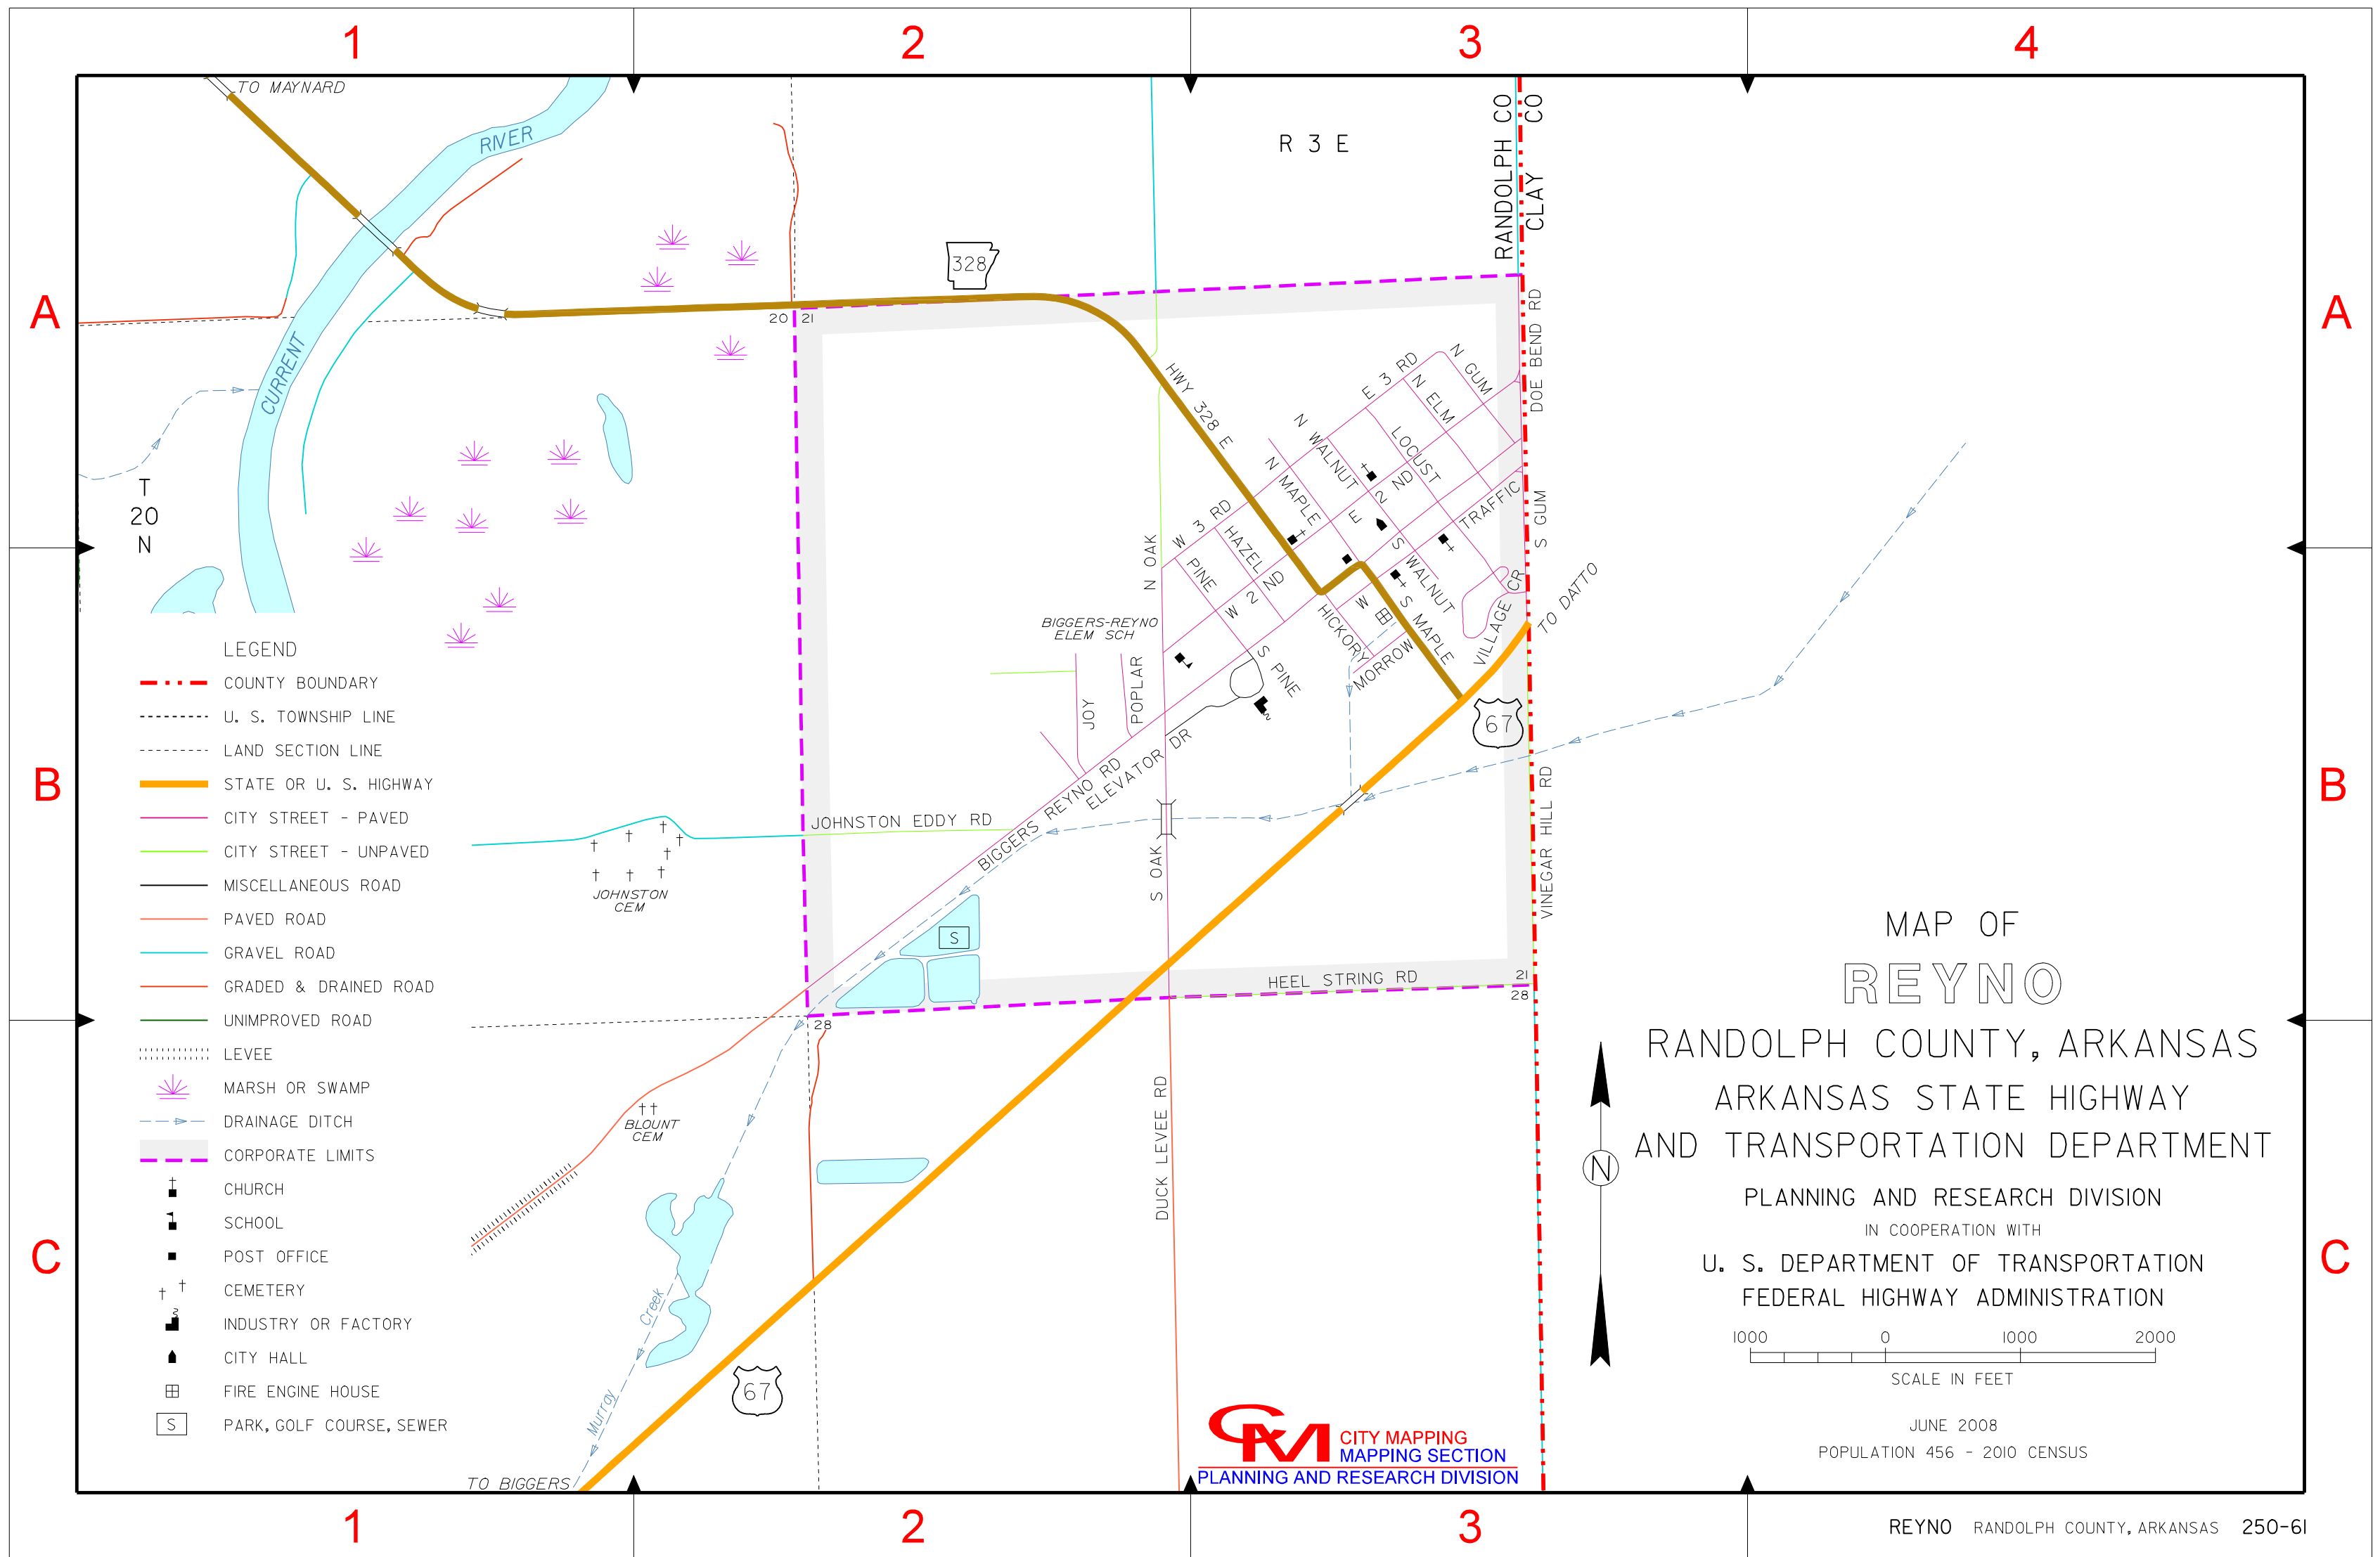 1
2
3
4
TO MAYNARD
RIVER
CURRENT
R 3 E
RANDOLPH CO
CLAY CO
328
A
A
20 21
HWY 328 E
DOE BEND RD
E 3 RD
N GUM
N ELM
LOCUST
N WALNUT
N MAPLE
E 2 ND
TRAFFIC
S GUM
W 3 RD
HAZEL
PINE
W 2 ND
N OAK
T
20
N
S WALNUT
S MAPLE
W
MORROW
HICKORY
VILLAGE CR
TO DATTO
BIGGERS-REYNO
ELEM SCH
S PINE
JOY
POPLAR
67
ELEVATOR DR
BIGGERS REYNO RD
JOHNSTON EDDY RD
S OAK
VINEGAR HILL RD
B
B
JOHNSTON
CEM
S
HEEL STRING RD
21
28
28
BLOUNT
CEM
DUCK LEVEE RD
Murray Creek
67
TO BIGGERS
LEGEND
COUNTY BOUNDARY
U. S. TOWNSHIP LINE
LAND SECTION LINE
STATE OR U. S. HIGHWAY
CITY STREET - PAVED
CITY STREET - UNPAVED
MISCELLANEOUS ROAD
PAVED ROAD
GRAVEL ROAD
GRADED & DRAINED ROAD
UNIMPROVED ROAD
LEVEE
MARSH OR SWAMP
DRAINAGE DITCH
CORPORATE LIMITS
CHURCH
SCHOOL
POST OFFICE
CEMETERY
INDUSTRY OR FACTORY
CITY HALL
FIRE ENGINE HOUSE
S PARK, GOLF COURSE, SEWER
C
C
MAP OF
REYNO
RANDOLPH COUNTY, ARKANSAS
ARKANSAS STATE HIGHWAY
AND TRANSPORTATION DEPARTMENT
PLANNING AND RESEARCH DIVISION
IN COOPERATION WITH
U. S. DEPARTMENT OF TRANSPORTATION
FEDERAL HIGHWAY ADMINISTRATION
1000 0 1000 2000
SCALE IN FEET
JUNE 2008
POPULATION 456 - 2010 CENSUS
N
CM
CITY MAPPING
MAPPING SECTION
PLANNING AND RESEARCH DIVISION
1
2
3
REYNO RANDOLPH COUNTY, ARKANSAS 250-61